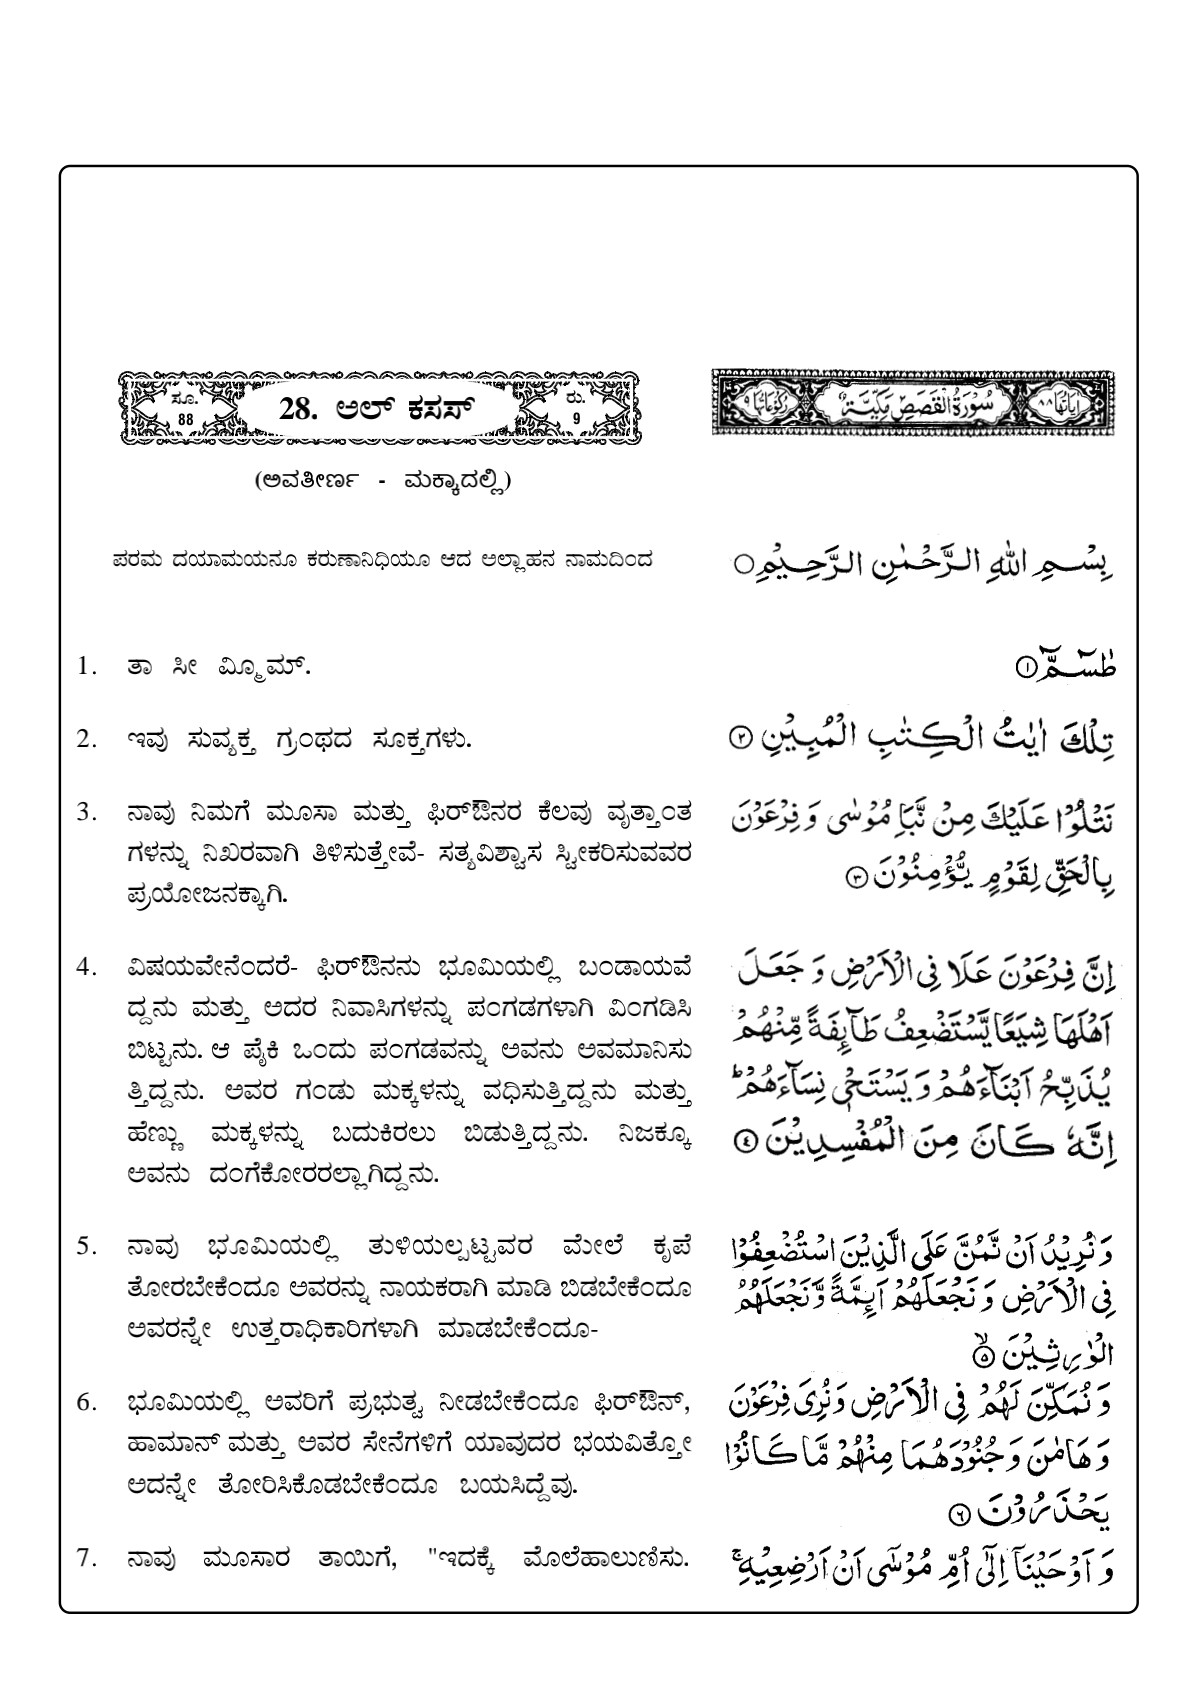 ಸೂ.
88
28. ಅಲ್ ಕಸಸ್
ರು.
9
اٰيَاتُهَا ٨٨
سُوْرَةُ الْقَصَصِ مَكِّيَّةٌ
رُكُوْعَاتُهَا ٩
(ಅವತೀರ್ಣ - ಮಕ್ಕಾದಲ್ಲಿ)
ಪರಮ ದಯಾಮಯನೂ ಕರುಣಾನಿಧಿಯೂ ಆದ ಅಲ್ಲಾಹನ ನಾಮದಿಂದ
بِسْمِ اللّٰهِ الرَّحْمٰنِ الرَّحِيْمِ ○
1. ತಾ ಸೀ ಮ್ಮಿಮ್.
طٰسٓمّٓ ①
2. ಇವು ಸುವ್ಯಕ್ತ ಗ್ರಂಥದ ಸೂಕ್ತಗಳು.
تِلْكَ اٰيٰتُ الْكِتٰبِ الْمُبِيْنِ ②
3. ನಾವು ನಿಮಗೆ ಮೂಸಾ ಮತ್ತು ಫಿರ್‌ಔನರ ಕೆಲವು ವೃತ್ತಾಂತ
ಗಳನ್ನು ನಿಖರವಾಗಿ ತಿಳಿಸುತ್ತೇವೆ- ಸತ್ಯವಿಶ್ವಾಸ ಸ್ವೀಕರಿಸುವವರ
ಪ್ರಯೋಜನಕ್ಕಾಗಿ.
نَتْلُوْا عَلَيْكَ مِنْ نَّبَاِ مُوْسٰى وَ فِرْعَوْنَ
بِالْحَقِّ لِقَوْمٍ يُّؤْمِنُوْنَ ③
4. ವಿಷಯವೇನೆಂದರೆ- ಫಿರ್‌ಔನನು ಭೂಮಿಯಲ್ಲಿ ಬಂಡಾಯವೆ
ದ್ದನು ಮತ್ತು ಅದರ ನಿವಾಸಿಗಳನ್ನು ಪಂಗಡಗಳಾಗಿ ವಿಂಗಡಿಸಿ
ಬಿಟ್ಟನು. ಆ ಪೈಕಿ ಒಂದು ಪಂಗಡವನ್ನು ಅವನು ಅವಮಾನಿಸು
ತ್ತಿದ್ದನು. ಅವರ ಗಂಡು ಮಕ್ಕಳನ್ನು ವಧಿಸುತ್ತಿದ್ದನು ಮತ್ತು
ಹೆಣ್ಣು ಮಕ್ಕಳನ್ನು ಬದುಕಿರಲು ಬಿಡುತ್ತಿದ್ದನು. ನಿಜಕ್ಕೂ
ಅವನು ದಂಗೆಕೋರರಲ್ಲಾಗಿದ್ದನು.
اِنَّ فِرْعَوْنَ عَلَا فِى الْاَرْضِ وَ جَعَلَ
اَهْلَهَا شِيَعًا يَّسْتَضْعِفُ طَآئِفَةً مِّنْهُمْ
يُذَبِّحُ اَبْنَآءَهُمْ وَ يَسْتَحْىٖ نِسَآءَهُمْ ؕ
اِنَّهٗ كَانَ مِنَ الْمُفْسِدِيْنَ ④
5. ನಾವು ಭೂಮಿಯಲ್ಲಿ ತುಳಿಯಲ್ಪಟ್ಟವರ ಮೇಲೆ ಕೃಪೆ
ತೋರಬೇಕೆಂದೂ ಅವರನ್ನು ನಾಯಕರಾಗಿ ಮಾಡಿ ಬಿಡಬೇಕೆಂದೂ
ಅವರನ್ನೇ ಉತ್ತರಾಧಿಕಾರಿಗಳಾಗಿ ಮಾಡಬೇಕೆಂದೂ-
وَ نُرِيْدُ اَنْ نَّمُنَّ عَلَى الَّذِيْنَ اسْتُضْعِفُوْا
فِى الْاَرْضِ وَ نَجْعَلَهُمْ اَئِمَّةً وَّ نَجْعَلَهُمُ
الْوٰرِثِيْنَ ۙ⑤
6. ಭೂಮಿಯಲ್ಲಿ ಅವರಿಗೆ ಪ್ರಭುತ್ವ ನೀಡಬೇಕೆಂದೂ ಫಿರ್‌ಔನ್,
ಹಾಮಾನ್ ಮತ್ತು ಅವರ ಸೇನೆಗಳಿಗೆ ಯಾವುದರ ಭಯವಿತ್ತೋ
ಅದನ್ನೇ ತೋರಿಸಿಕೊಡಬೇಕೆಂದೂ ಬಯಸಿದ್ದೆವು.
وَ نُمَكِّنَ لَهُمْ فِى الْاَرْضِ وَ نُرِىَ فِرْعَوْنَ
وَ هَامٰنَ وَ جُنُوْدَهُمَا مِنْهُمْ مَّا كَانُوْا
يَحْذَرُوْنَ ⑥
7. ನಾವು ಮೂಸಾರ ತಾಯಿಗೆ, "ಇದಕ್ಕೆ ಮೊಲೆಹಾಲುಣಿಸು.
وَ اَوْحَيْنَآ اِلٰٓى اُمِّ مُوْسٰٓى اَنْ اَرْضِعِيْهِ ۚ